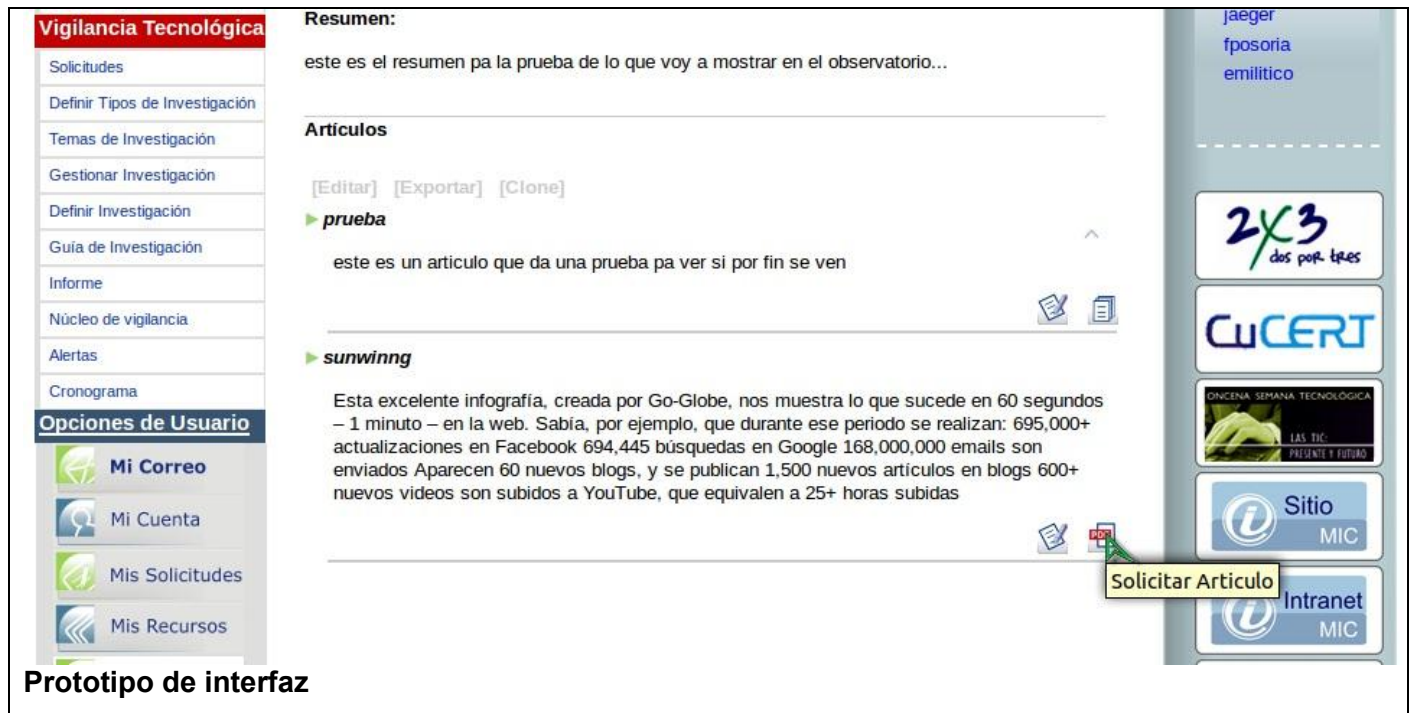 Vigilancia Tecnológica
Solicitudes
Definir Tipos de Investigación
Temas de Investigación
Gestionar Investigación
Definir Investigación
Guía de Investigación
Informe
Núcleo de vigilancia
Alertas
Cronograma
Opciones de Usuario
Mi Correo
Mi Cuenta
Mis Solicitudes
Mis Recursos
Resumen:
este es el resumen pa la prueba de lo que voy a mostrar en el observatorio...
Artículos
[Editar] [Exportar] [Clone]
prueba
este es un articulo que da una prueba pa ver si por fin se ven
sunwinng
Esta excelente infografía, creada por Go-Globe, nos muestra lo que sucede en 60 segundos
– 1 minuto – en la web. Sabía, por ejemplo, que durante ese periodo se realizan: 695,000+
actualizaciones en Facebook 694,445 búsquedas en Google 168,000,000 emails son
enviados Aparecen 60 nuevos blogs, y se publican 1,500 nuevos artículos en blogs 600+
nuevos videos son subidos a YouTube, que equivalen a 25+ horas subidas
Solicitar Articulo
jaeger
fposoria
emilitico
2x3
dos por tres
CuCERT
ONCENA SEMANA TECNOLÓGICA
LAS TIC:
PRESENTE Y FUTURO
Sitio
MIC
Intranet
MIC
Prototipo de interfaz